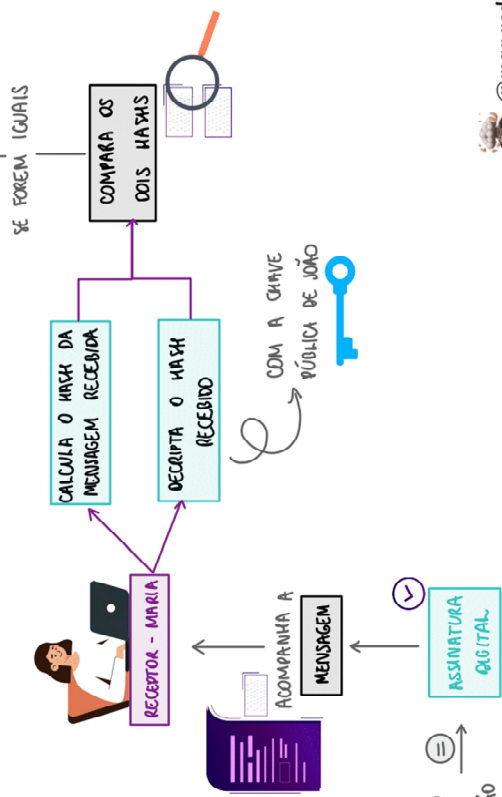 SE FOREM IGUAIS
COMPARA OS
DOIS HASHS
CALCULA O HASH DA
MENSAGEM RECEBIDA
DECRIPTA O HASH
RECEBIDO
COM A CHAVE
PÚBLICA DE JOÃO
RECEPTOR - MARIA
ACOMPANHA A
MENSAGEM
ASSINATURA
DIGITAL
=